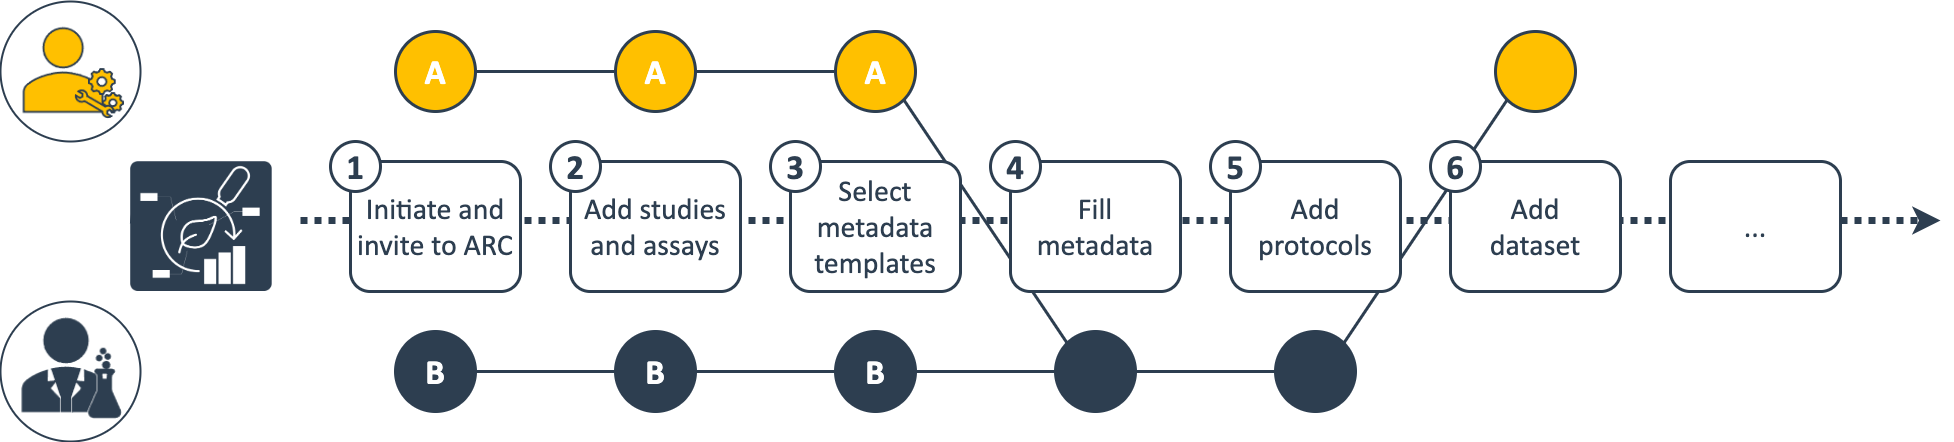 A
A
A
1
Initiate and
invite to ARC
2
Add studies
and assays
3
Select
metadata
templates
4
Fill
metadata
5
Add
protocols
6
Add
dataset
...
B
B
B